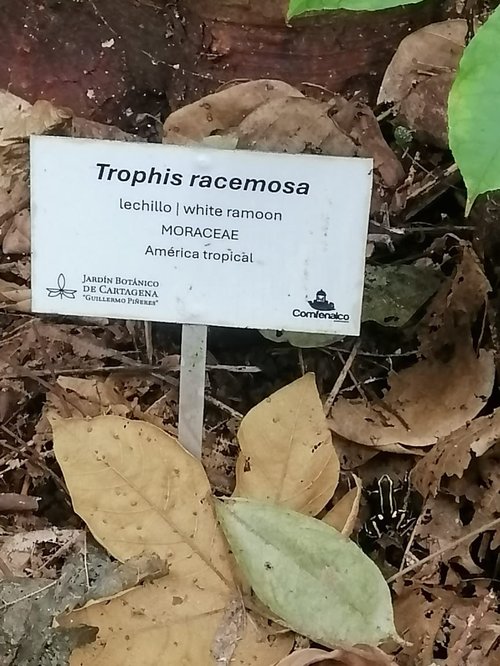 Trophis racemosa
lechillo | white ramoon
MORACEAE
América tropical
JARDÍN BOTÁNICO
DE CARTAGENA
"GUILLERMO PIÑERES"
Comfenalco